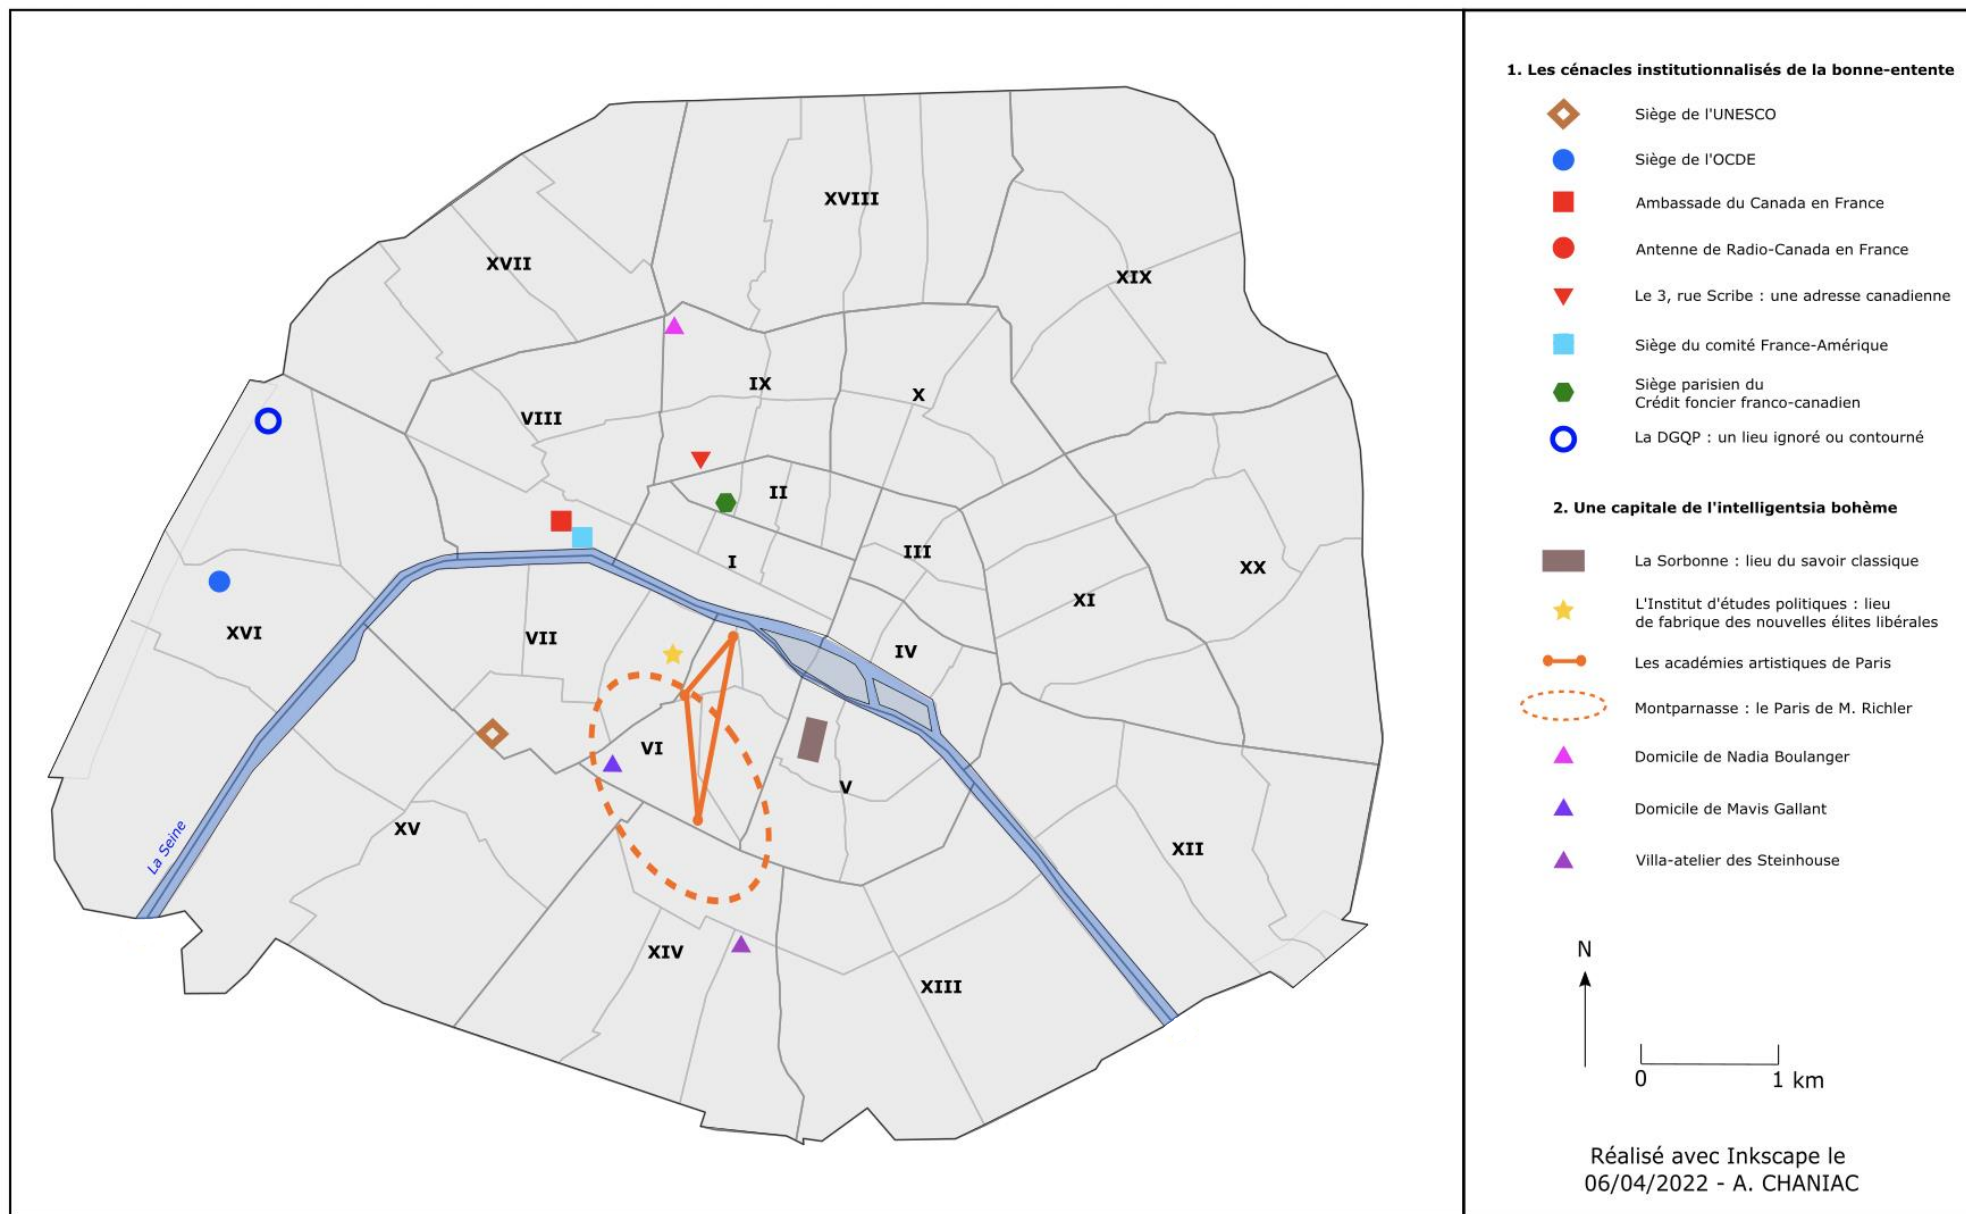 XVIII
XVII
XIX
IX
X
VIII
II
III
I
XX
XI
XVI
VII
IV
VI
V
XV
La Seine
XII
XIV
XIII
1. Les cénacles institutionnalisés de la bonne-entente
Siège de l'UNESCO
Siège de l'OCDE
Ambassade du Canada en France
Antenne de Radio-Canada en France
Le 3, rue Scribe : une adresse canadienne
Siège du comité France-Amérique
Siège parisien du
Crédit foncier franco-canadien
La DGQP : un lieu ignoré ou contourné
2. Une capitale de l'intelligentsia bohème
La Sorbonne : lieu du savoir classique
L'Institut d'études politiques : lieu
de fabrique des nouvelles élites libérales
Les académies artistiques de Paris
Montparnasse : le Paris de M. Richler
Domicile de Nadia Boulanger
Domicile de Mavis Gallant
Villa-atelier des Steinhouse
N
0 1 km
Réalisé avec Inkscape le
06/04/2022 - A. CHANIAC